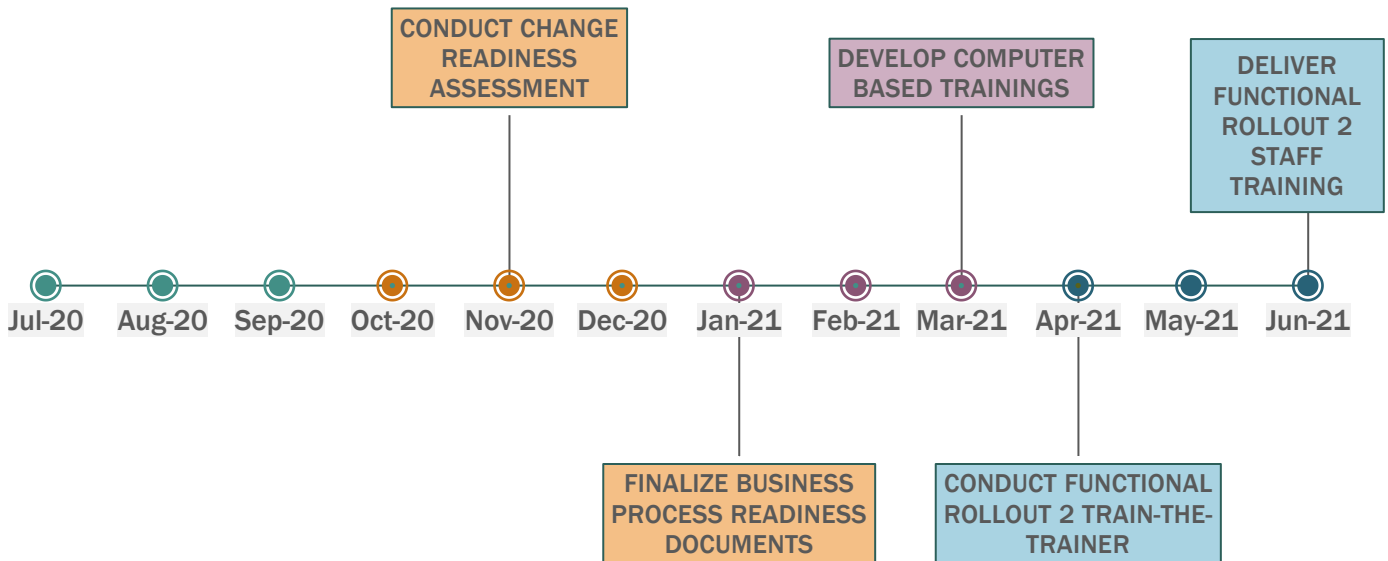 CONDUCT CHANGE
READINESS
ASSESSMENT
DEVELOP COMPUTER
BASED TRAININGS
DELIVER
FUNCTIONAL
ROLLOUT 2
STAFF
TRAINING
Jul-20 Aug-20 Sep-20 Oct-20 Nov-20 Dec-20 Jan-21 Feb-21 Mar-21 Apr-21 May-21 Jun-21
FINALIZE BUSINESS
PROCESS READINESS
DOCUMENTS
CONDUCT FUNCTIONAL
ROLLOUT 2 TRAIN-THE-
TRAINER